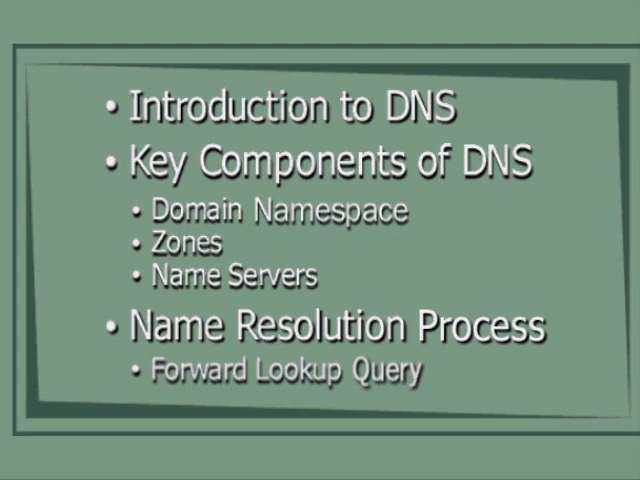 • Introduction to DNS
• Key Components of DNS
• Domain Namespace
• Zones
• Name Servers
• Name Resolution Process
• Forward Lookup Query